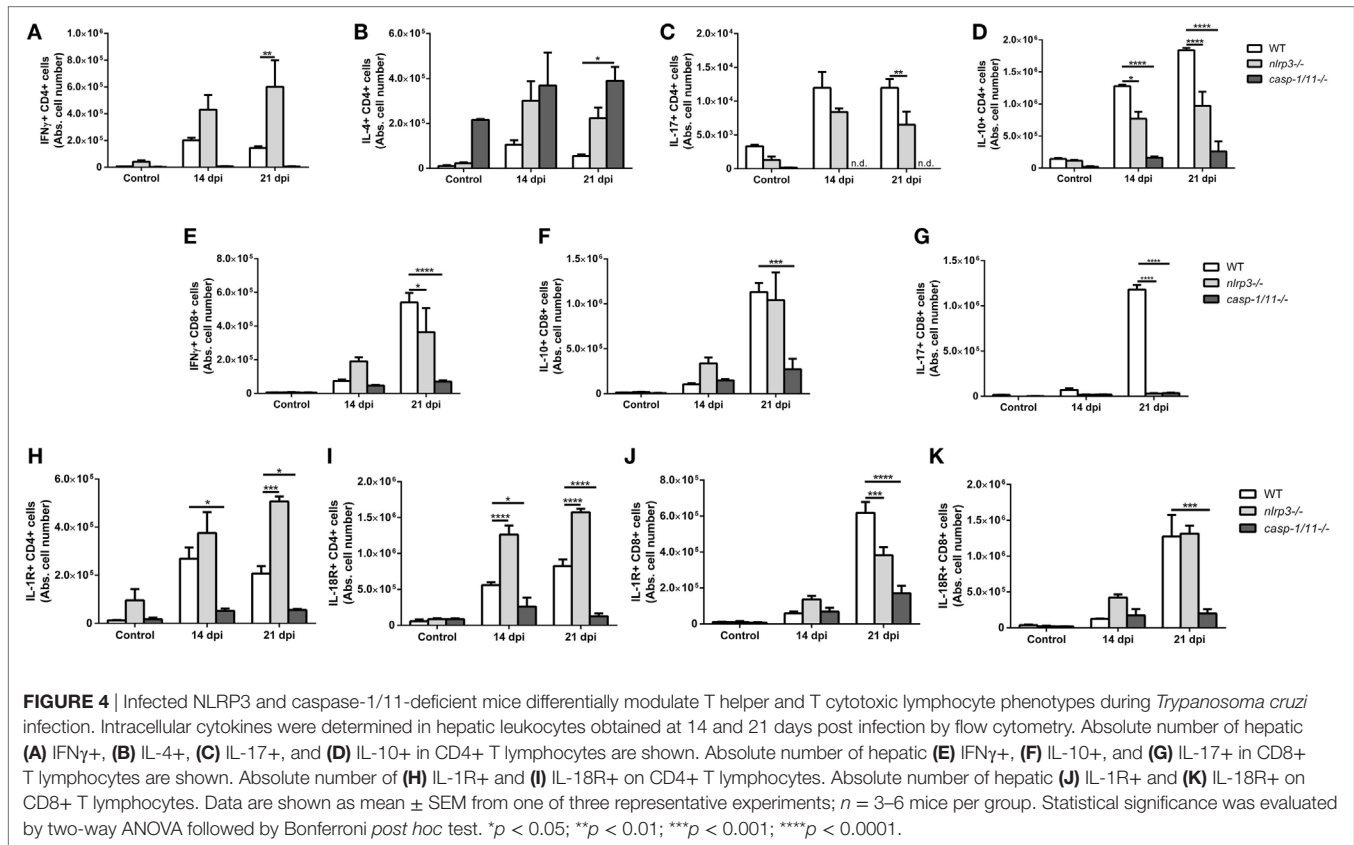 A
IFNγ+ CD4+ cells
(Abs. cell number)
1.0×10⁶
8.0×10⁵
6.0×10⁵
4.0×10⁵
2.0×10⁵
0
**
Control
14 dpi
21 dpi
B
IL-4+ CD4+ cells
(Abs. cell number)
6.0×10⁵
4.0×10⁵
2.0×10⁵
0
*
Control
14 dpi
21 dpi
C
IL-17+ CD4+ cells
(Abs. cell number)
2.0×10⁴
1.5×10⁴
1.0×10⁴
5.0×10³
0
**
n.d.
n.d.
Control
14 dpi
21 dpi
D
IL-10+ CD4+ cells
(Abs. cell number)
2.0×10⁶
1.5×10⁶
1.0×10⁶
5.0×10⁵
0
****
*
****
****
Control
14 dpi
21 dpi
WT
nlrp3-/-
casp-1/11-/-
E
IFNγ+ CD8+ cells
(Abs. cell number)
8.0×10⁵
6.0×10⁵
4.0×10⁵
2.0×10⁵
0
****
*
Control
14 dpi
21 dpi
F
IL-10+ CD8+ cells
(Abs. cell number)
1.5×10⁶
1.0×10⁶
5.0×10⁵
0
***
Control
14 dpi
21 dpi
G
IL-17+ CD8+ cells
(Abs. cell number)
1.5×10⁶
1.0×10⁶
5.0×10⁵
0
****
****
Control
14 dpi
21 dpi
WT
nlrp3-/-
casp-1/11-/-
H
IL-1R+ CD4+ cells
(Abs. cell number)
6.0×10⁵
4.0×10⁵
2.0×10⁵
0
*
*
***
Control
14 dpi
21 dpi
I
IL-18R+ CD4+ cells
(Abs. cell number)
2.0×10⁶
1.5×10⁶
1.0×10⁶
5.0×10⁵
0
*
****
****
****
Control
14 dpi
21 dpi
J
IL-1R+ CD8+ cells
(Abs. cell number)
8.0×10⁵
6.0×10⁵
4.0×10⁵
2.0×10⁵
0
****
***
Control
14 dpi
21 dpi
K
IL-18R+ CD8+ cells
(Abs. cell number)
2.0×10⁶
1.5×10⁶
1.0×10⁶
5.0×10⁵
0
***
Control
14 dpi
21 dpi
WT
nlrp3-/-
casp-1/11-/-
FIGURE 4 | Infected NLRP3 and caspase-1/11-deficient mice differentially modulate T helper and T cytotoxic lymphocyte phenotypes during Trypanosoma cruzi
infection. Intracellular cytokines were determined in hepatic leukocytes obtained at 14 and 21 days post infection by flow cytometry. Absolute number of hepatic
(A) IFNγ+, (B) IL-4+, (C) IL-17+, and (D) IL-10+ in CD4+ T lymphocytes are shown. Absolute number of hepatic (E) IFNγ+, (F) IL-10+, and (G) IL-17+ in CD8+
T lymphocytes are shown. Absolute number of (H) IL-1R+ and (I) IL-18R+ on CD4+ T lymphocytes. Absolute number of hepatic (J) IL-1R+ and (K) IL-18R+ on
CD8+ T lymphocytes. Data are shown as mean ± SEM from one of three representative experiments; n = 3–6 mice per group. Statistical significance was evaluated
by two-way ANOVA followed by Bonferroni post hoc test. *p < 0.05; **p < 0.01; ***p < 0.001; ****p < 0.0001.